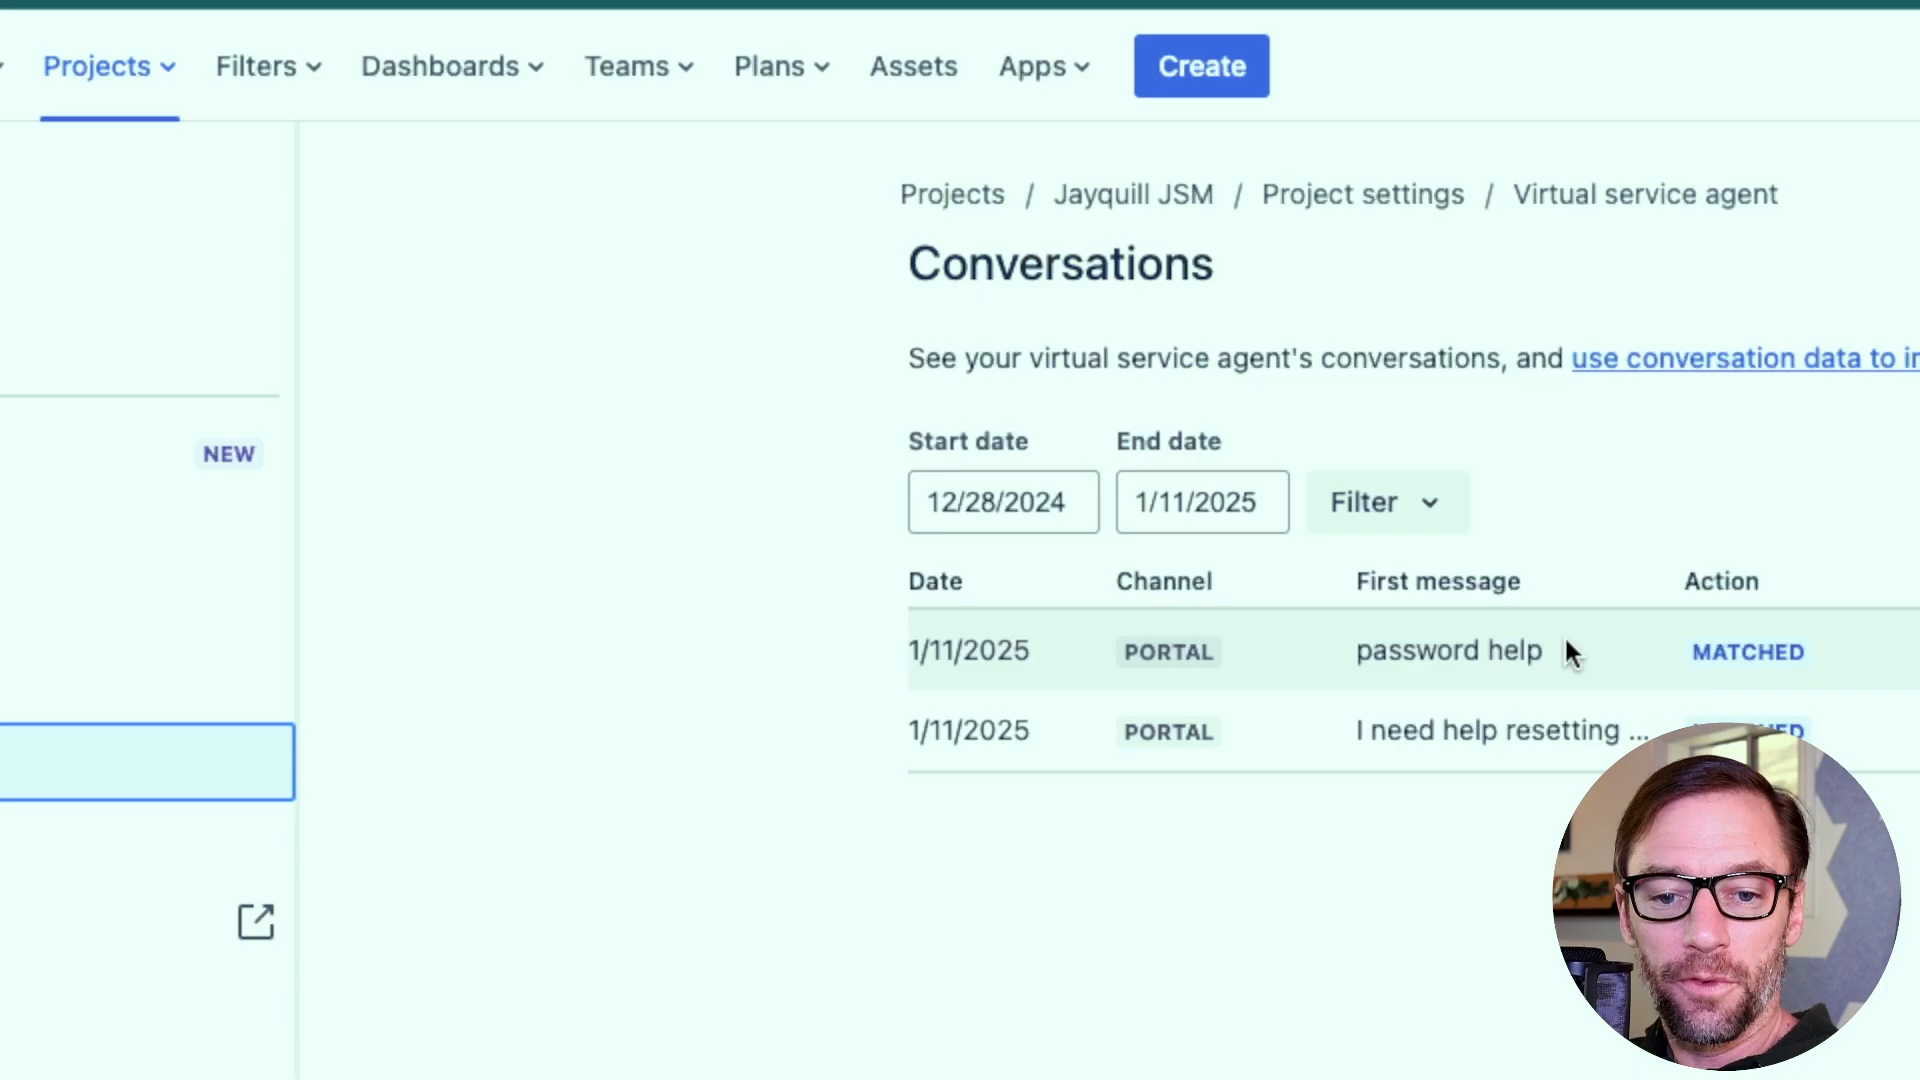 Projects Filters Dashboards Teams Plans Assets Apps Create
Projects / Jayquill JSM / Project settings / Virtual service agent
Conversations
See your virtual service agent's conversations, and use conversation data to
NEW
Start date End date
12/28/2024 1/11/2025 Filter
Date Channel First message Action
1/11/2025 PORTAL password help MATCHED
1/11/2025 PORTAL I need help resetting ...